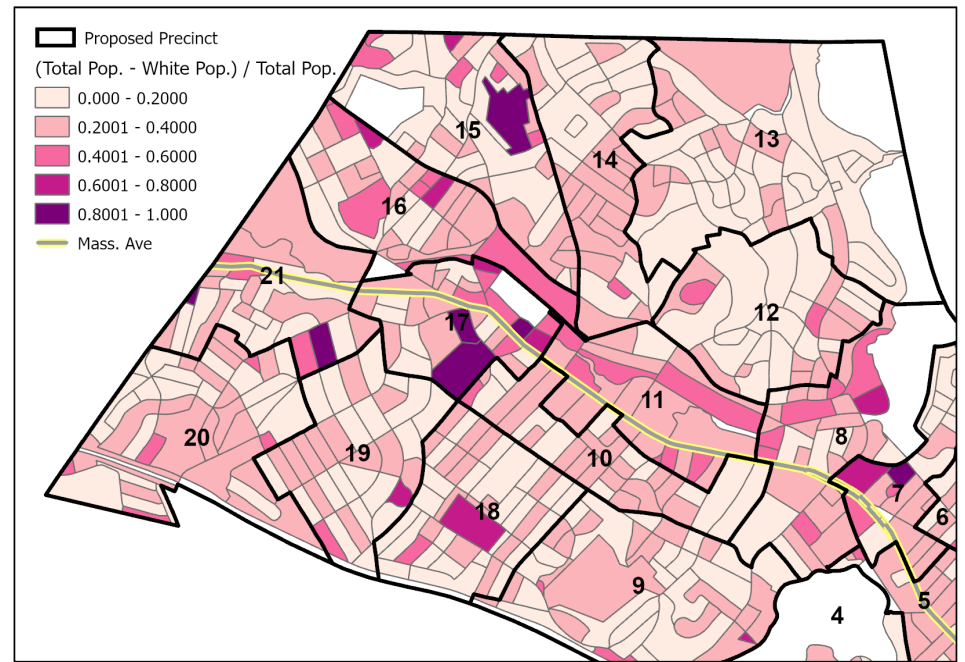 Proposed Precinct
(Total Pop. - White Pop.) / Total Pop.
0.000 - 0.2000
0.2001 - 0.4000
0.4001 - 0.6000
0.6001 - 0.8000
0.8001 - 1.000
Mass. Ave
15
13
14
16
21
12
17
11
8
20
19
10
7
18
6
9
5
4